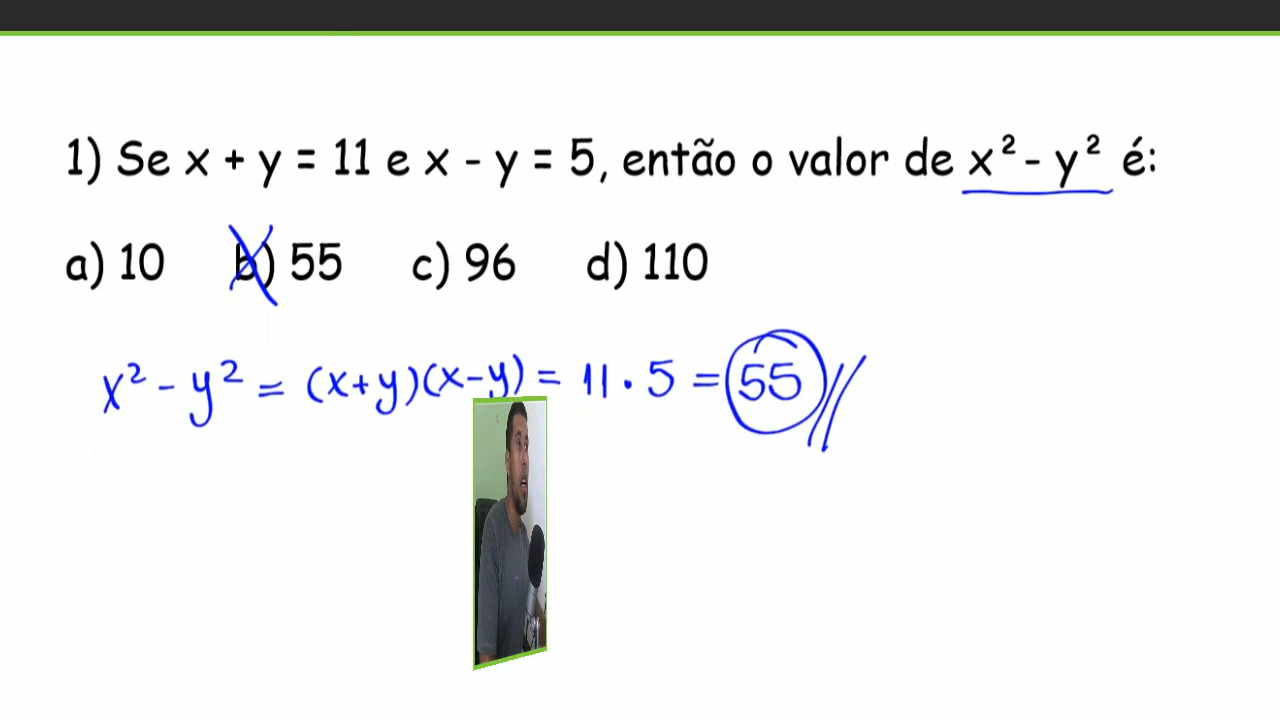 1) Se x + y = 11 e x - y = 5, então o valor de x² - y² é:
a) 10 b) 55 c) 96 d) 110
x² - y² = (x+y)(x-y) = 11 . 5 = 55 //